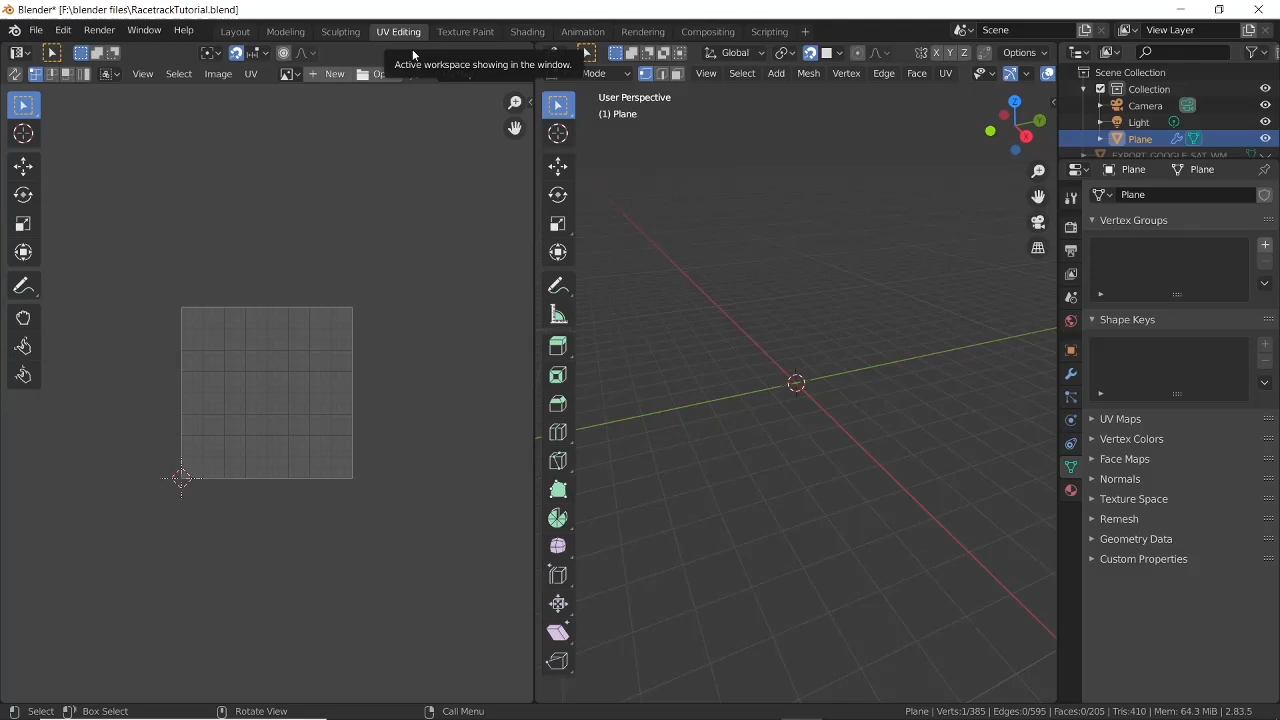 Blender* [F:\blender files\RacetrackTutorial.blend]
File Edit Render Window Help Layout Modeling Sculpting UV Editing Texture Paint Shading Animation Rendering Compositing Scripting + Scene View Layer
Active workspace showing in the window.
Global Options
View Select Image UV New Mode View Select Add Mesh Vertex Edge Face UV
User Perspective
(1) Plane
Z
Y
X
X Y Z
Scene Collection
Collection
Camera
Light
Plane
EXPORT_GOOGLE_SAT_WM
Plane Plane
Plane
Vertex Groups
Shape Keys
UV Maps
Vertex Colors
Face Maps
Normals
Texture Space
Remesh
Geometry Data
Custom Properties
Select Box Select Rotate View Call Menu Plane | Verts:1/385 | Edges:0/595 | Faces:0/205 | Tris:410 | Mem: 64.3 MiB | 2.83.5